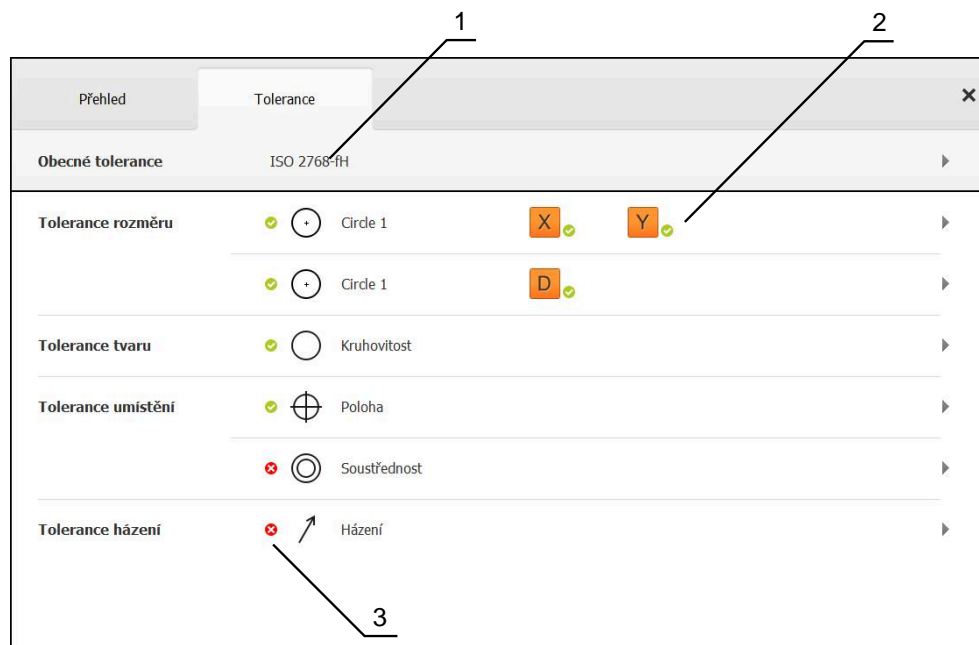 1 2
Přehled Tolerance
Obecné tolerance ISO 2768-fH
Tolerance rozměru Circle 1 X Y
Circle 1 D
Tolerance tvaru Kruhovitost
Tolerance umístění Poloha
Soustřednost
Tolerance házení Házení
3